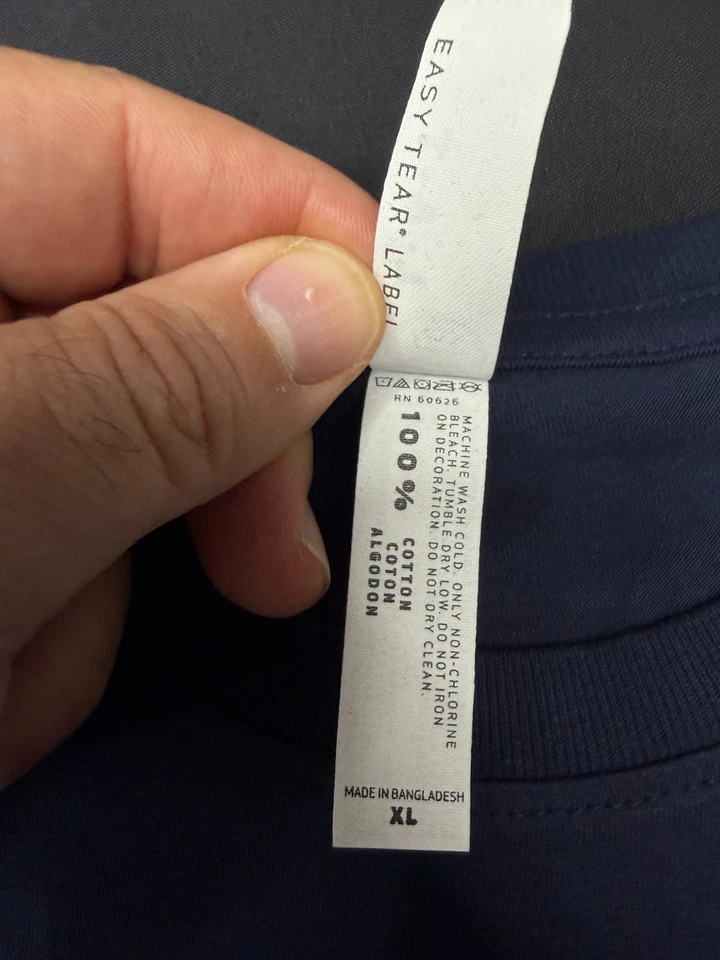 EASY TEAR® LABEL
RN 60626
MACHINE WASH COLD. ONLY NON-CHLORINE
BLEACH. TUMBLE DRY LOW. DO NOT IRON
ON DECORATION. DO NOT DRY CLEAN.
100% COTTON
COTON
ALGODON
MADE IN BANGLADESH
XL